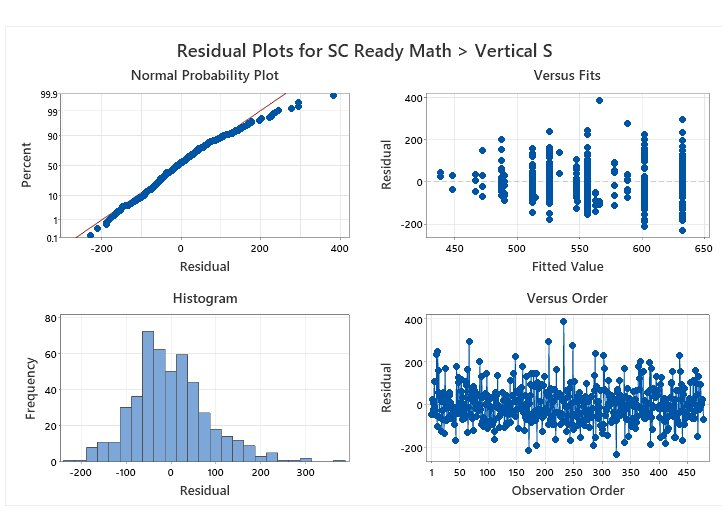 Residual Plots for SC Ready Math > Vertical S
Normal Probability Plot
99.9
99
90
50
10
1
0.1
Percent
-200 0 200 400
Residual
Versus Fits
400
200
0
-200
Residual
450 500 550 600 650
Fitted Value
Histogram
80
60
40
20
0
Frequency
-200 -100 0 100 200 300
Residual
Versus Order
400
200
0
-200
Residual
1 50 100 150 200 250 300 350 400 450
Observation Order